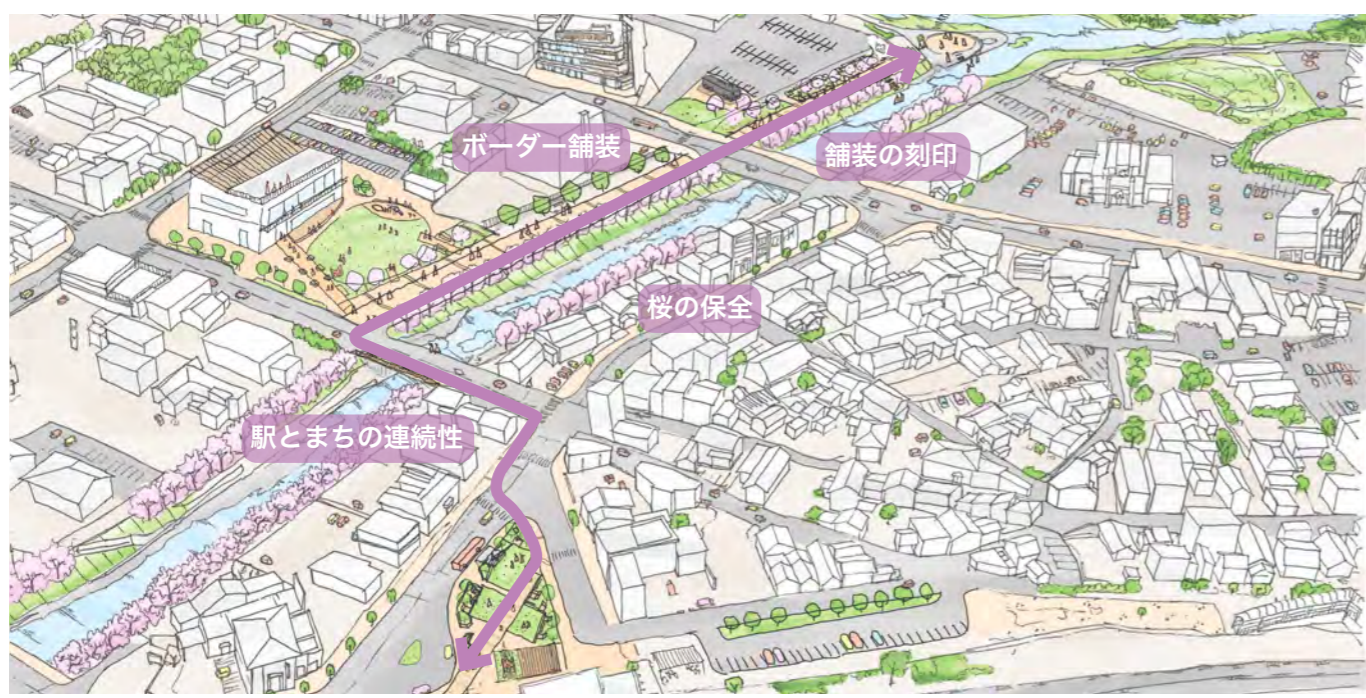 ボーダー舗装
舗装の刻印
桜の保全
駅とまちの連続性